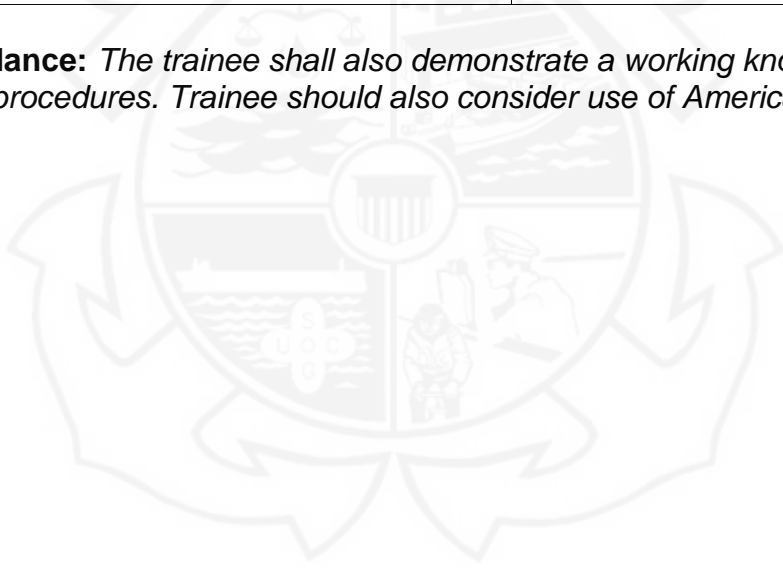 lance: The trainee shall also demonstrate a working kno
procedures. Trainee should also consider use of Americ
S
U O C
G